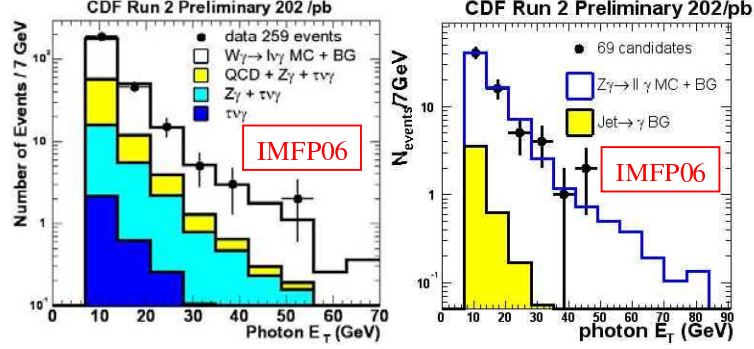 CDF Run 2 Preliminary 202 /pb
Number of Events / 7 GeV
10²
10
1
10⁻¹
data 259 events
Wγ→ lνγ MC + BG
QCD + Zγ + τνγ
Zγ + τνγ
τνγ
IMFP06
0 10 20 30 40 50 60 70
Photon E_T (GeV)
CDF Run 2 Preliminary 202/pb
N_events/7GeV
10
1
10⁻¹
69 candidates
Zγ→ll γ MC + BG
Jet→ γ BG
IMFP06
0 10 20 30 40 50 60 70 80 90
photon E_T (GeV)